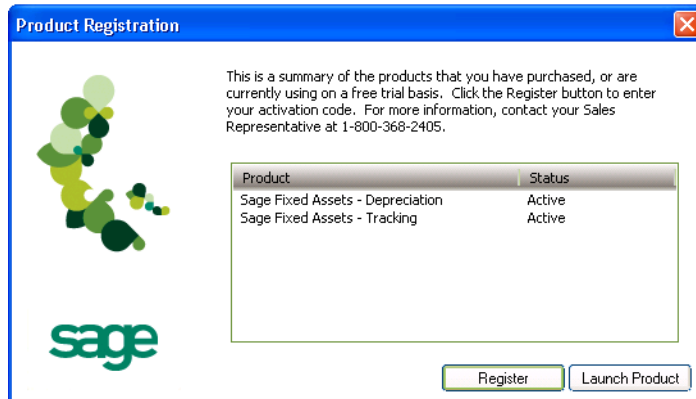 Product Registration
This is a summary of the products that you have purchased, or are
currently using on a free trial basis. Click the Register button to enter
your activation code. For more information, contact your Sales
Representative at 1-800-368-2405.
Product Status
Sage Fixed Assets - Depreciation Active
Sage Fixed Assets - Tracking Active
sage
Register Launch Product